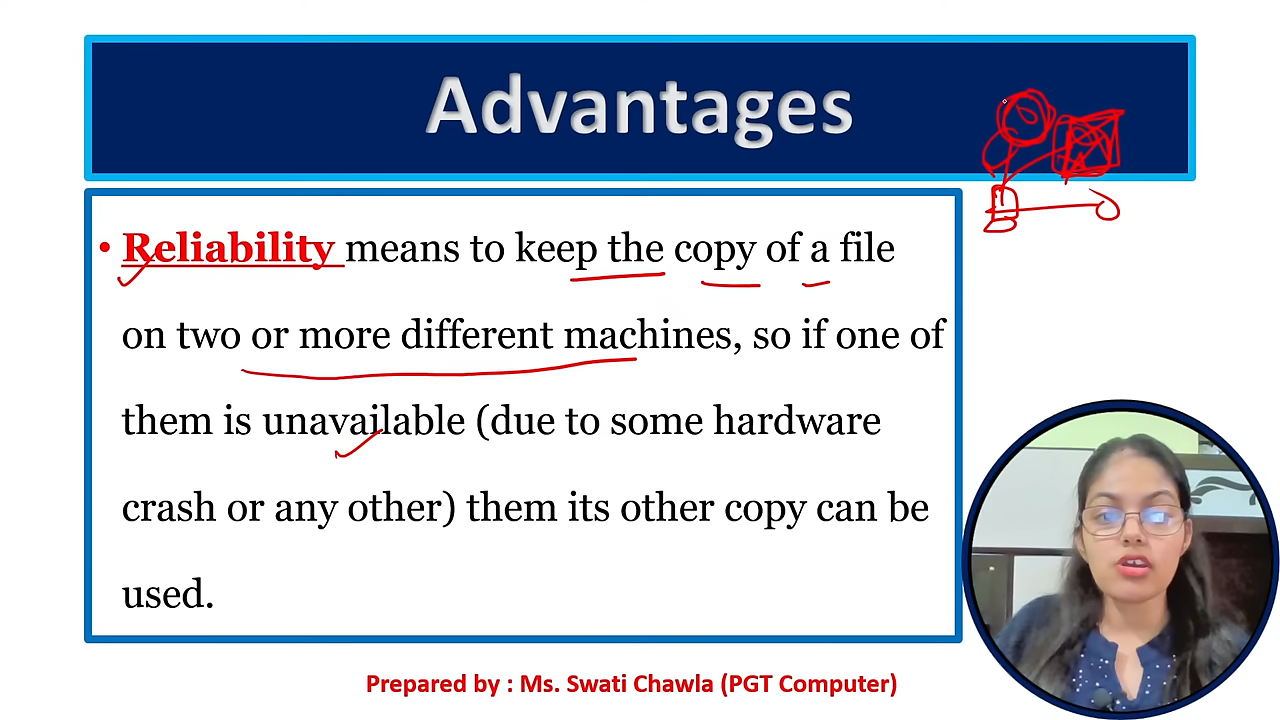 Advantages
• Reliability means to keep the copy of a file
on two or more different machines, so if one of
them is unavailable (due to some hardware
crash or any other) them its other copy can be
used.
Prepared by : Ms. Swati Chawla (PGT Computer)